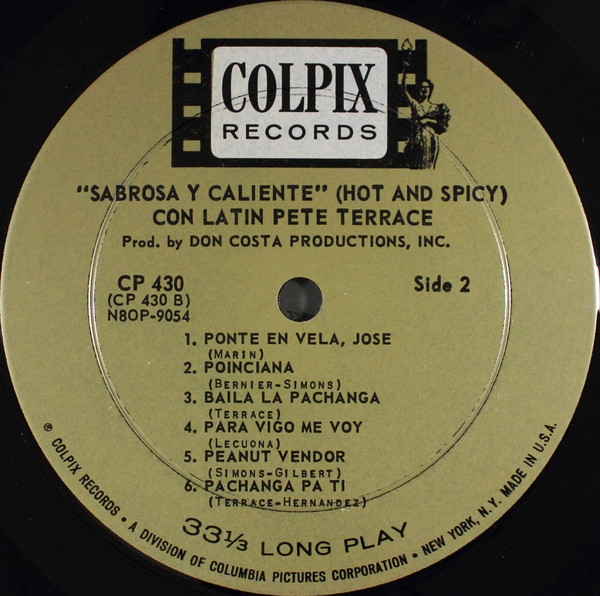 COLPIX
RECORDS
"SABROSA Y CALIENTE" (HOT AND SPICY)
CON LATIN PETE TERRACE
Prod. by DON COSTA PRODUCTIONS, INC.
CP 430
(CP 430 B)
N8OP-9054
Side 2
1. PONTE EN VELA, JOSE
(MARIN)
2. POINCIANA
(BERNIER-SIMONS)
3. BAILA LA PACHANGA
(TERRACE)
4. PARA VIGO ME VOY
(LECUONA)
5. PEANUT VENDOR
(SIMONS-GILBERT)
6. PACHANGA PA TI
(TERRACE-HERNANDEZ)
33⅓ LONG PLAY
℗ COLPIX RECORDS • A DIVISION OF COLUMBIA PICTURES CORPORATION • NEW YORK, N. Y. MADE IN U.S.A.